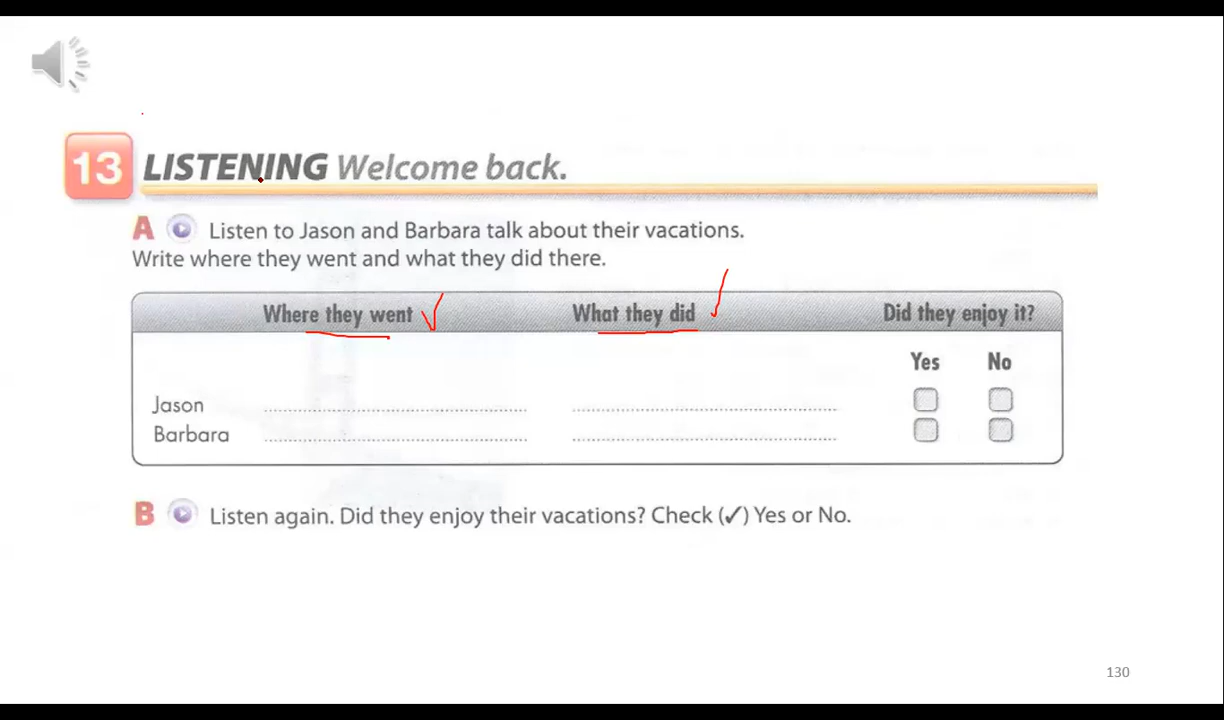 13 LISTENING Welcome back.
A Listen to Jason and Barbara talk about their vacations.
Write where they went and what they did there.
Where they went What they did Did they enjoy it?
Yes No
Jason
Barbara
B Listen again. Did they enjoy their vacations? Check (✓) Yes or No.
130